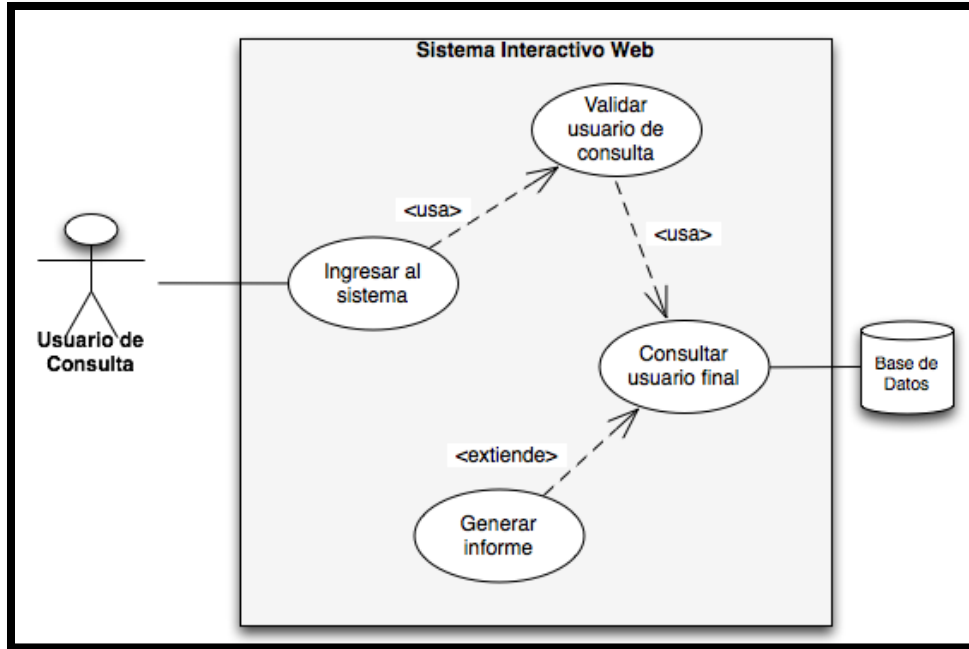 Sistema Interactivo Web
Validar
usuario de
consulta
<usa>
<usa>
Ingresar al
sistema
Usuario de
Consulta
Consultar
usuario final
Base de
Datos
<extiende>
Generar
informe